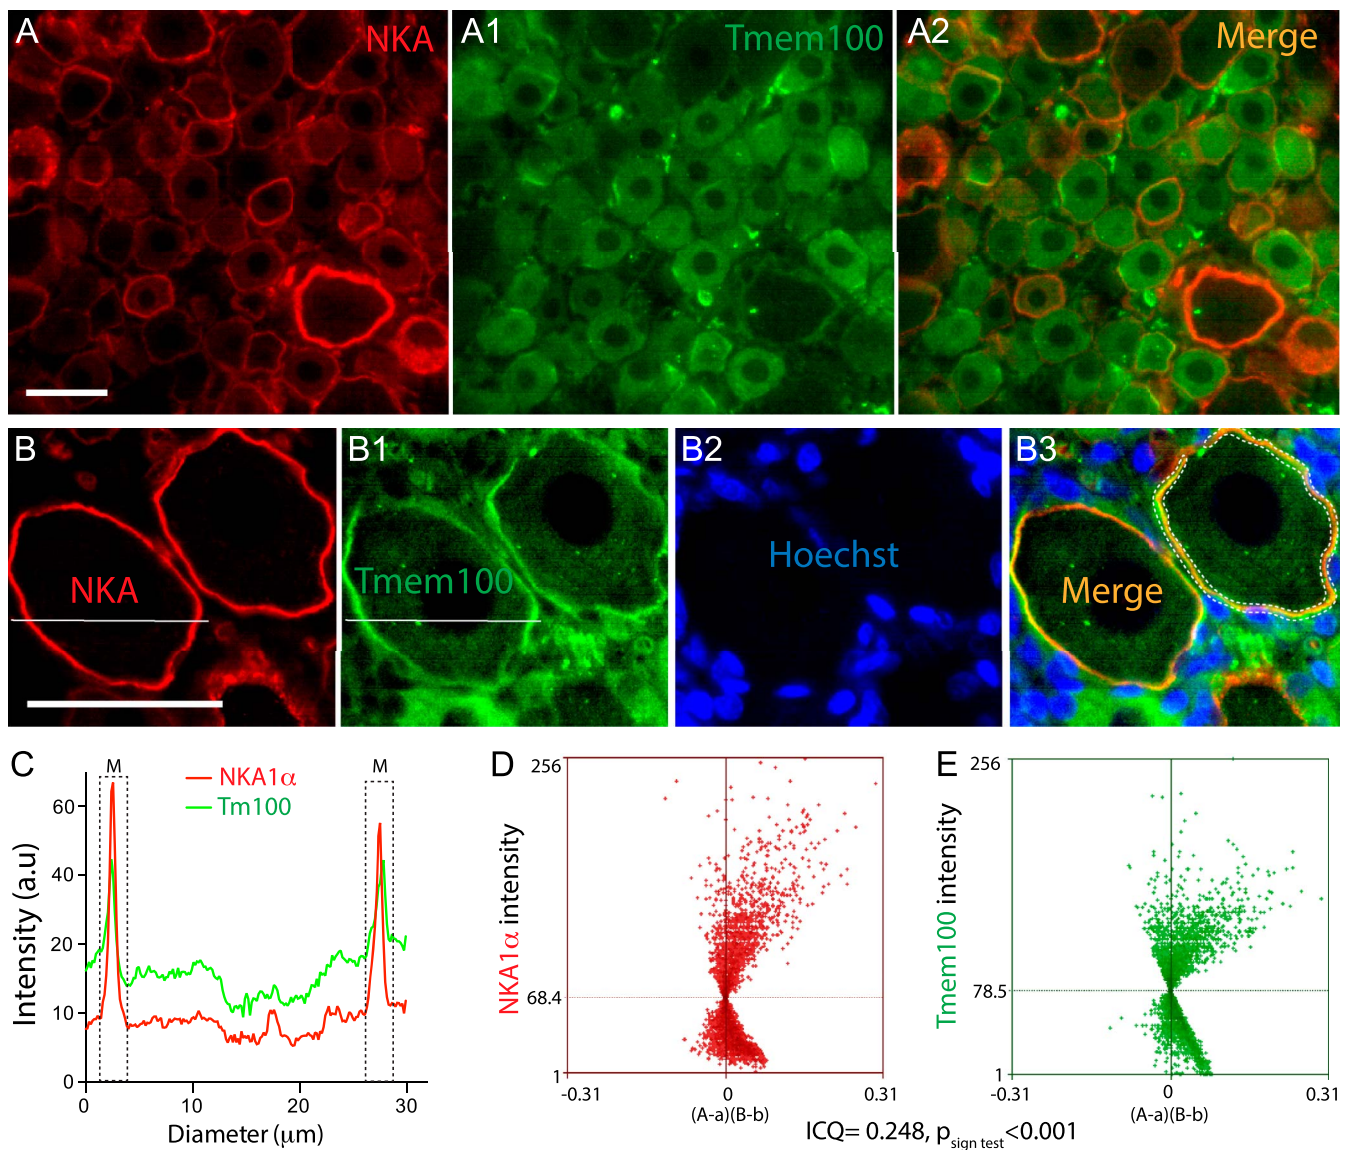 A NKA
A1 Tmem100
A2 Merge
B NKA
B1 Tmem100
B2 Hoechst
B3 Merge
C
M M
NKA1α
Tm100
Intensity (a.u)
60
40
20
10
0
0 10 20 30
Diameter (μm)
D
NKA1α intensity
256
68.4
1
-0.31 0 0.31
(A-a)(B-b)
E
Tmem100 intensity
256
78.5
1
-0.31 0 0.31
(A-a)(B-b)
ICQ= 0.248, psign test<0.001